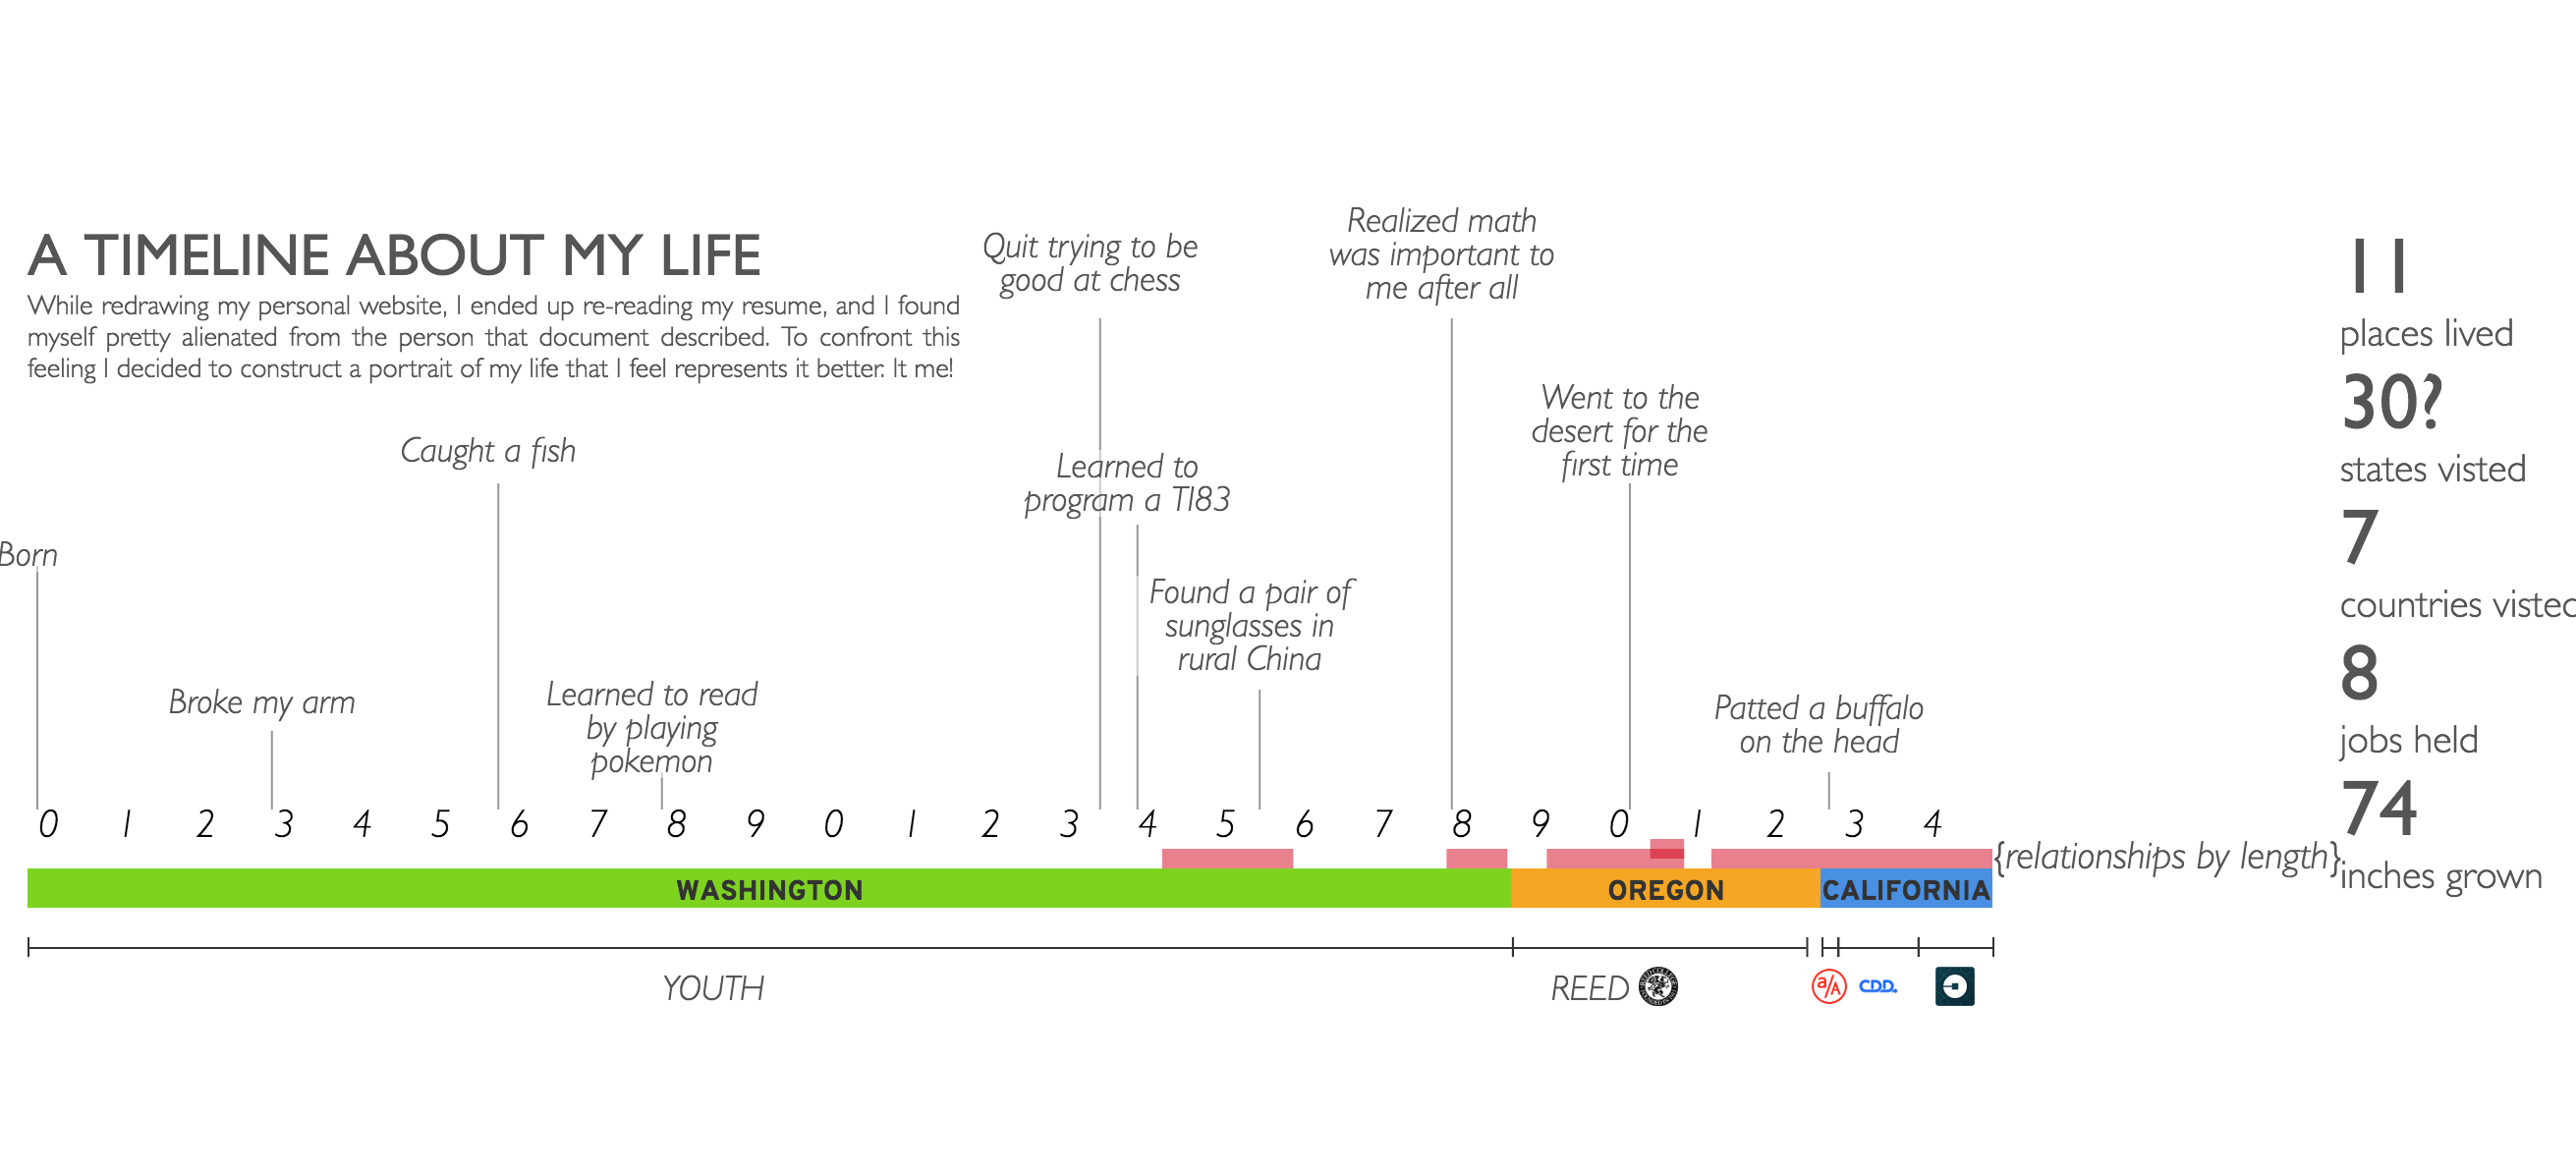 A TIMELINE ABOUT MY LIFE
While redrawing my personal website, I ended up re-reading my resume, and I found
myself pretty alienated from the person that document described. To confront this
feeling I decided to construct a portrait of my life that I feel represents it better. It me!
Born
Broke my arm
Caught a fish
Learned to read
by playing
pokemon
Quit trying to be
good at chess
Learned to
program a TI83
Found a pair of
sunglasses in
rural China
Realized math
was important to
me after all
Went to the
desert for the
first time
Patted a buffalo
on the head
0 1 2 3 4 5 6 7 8 9 0 1 2 3 4 5 6 7 8 9 0 1 2 3 4
{relationships by length}
WASHINGTON OREGON CALIFORNIA
YOUTH REED a/A CDD.
11
places lived
30?
states visted
7
countries visted
8
jobs held
74
inches grown